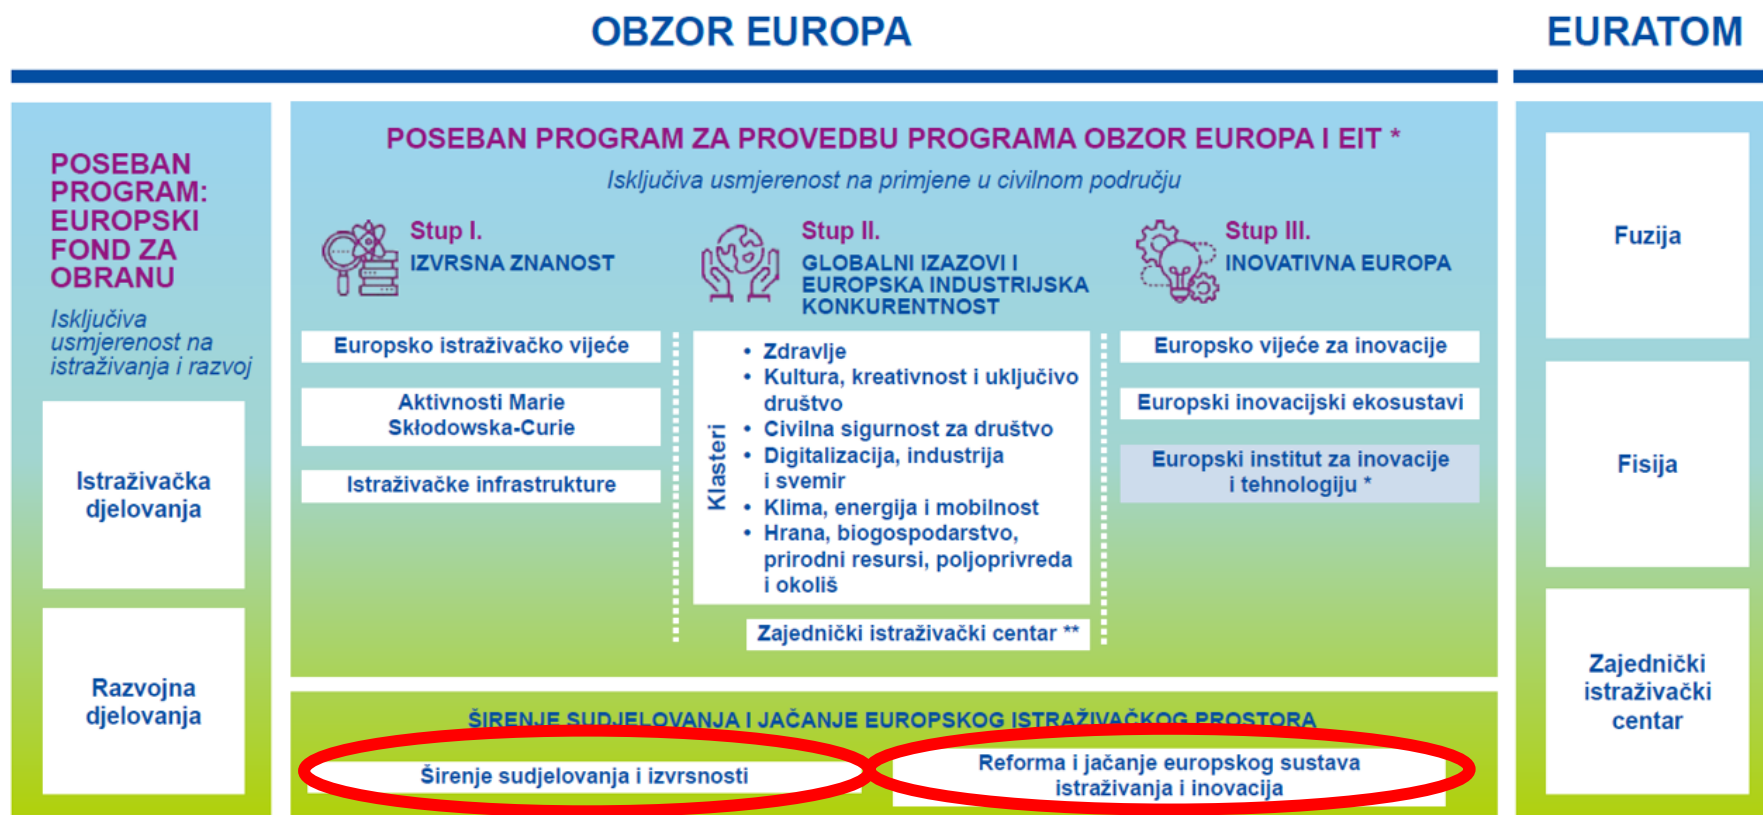 OBZOR EUROPA
EURATOM
POSEBAN
PROGRAM:
EUROPSKI
FOND ZA
OBRANU
Isključiva
usmjerenost na
istraživanja i razvoj
Istraživačka
djelovanja
Razvojna
djelovanja
POSEBAN PROGRAM ZA PROVEDBU PROGRAMA OBZOR EUROPA I EIT *
Isključiva usmjerenost na primjene u civilnom području
Stup I.
IZVRSNA ZNANOST
Europsko istraživačko vijeće
Aktivnosti Marie
Skłodowska-Curie
Istraživačke infrastrukture
Stup II.
GLOBALNI IZAZOVI I
EUROPSKA INDUSTRIJSKA
KONKURENTNOST
Klasteri
• Zdravlje
• Kultura, kreativnost i uključivo
društvo
• Civilna sigurnost za društvo
• Digitalizacija, industrija
i svemir
• Klima, energija i mobilnost
• Hrana, biogospodarstvo,
prirodni resursi, poljoprivreda
i okoliš
Zajednički istraživački centar **
Stup III.
INOVATIVNA EUROPA
Europsko vijeće za inovacije
Europski inovacijski ekosustavi
Europski institut za inovacije
i tehnologiju *
ŠIRENJE SUDJELOVANJA I JAČANJE EUROPSKOG ISTRAŽIVAČKOG PROSTORA
Širenje sudjelovanja i izvrsnosti
Reforma i jačanje europskog sustava
istraživanja i inovacija
Fuzija
Fisija
Zajednički
istraživački
centar